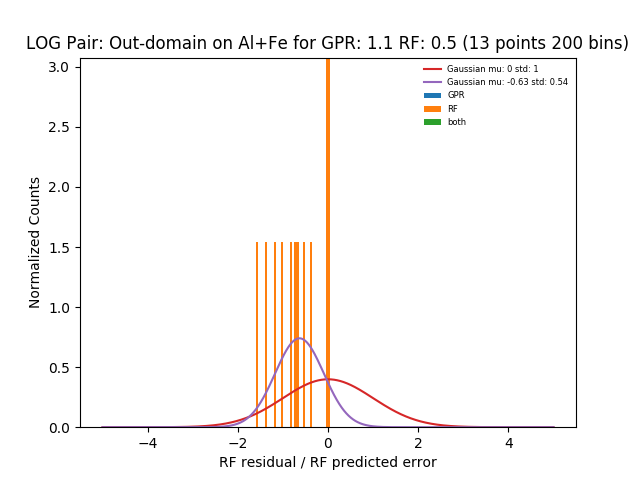 LOG Pair: Out-domain on Al+Fe for GPR: 1.1 RF: 0.5 (13 points 200 bins)
Gaussian mu: 0 std: 1
Gaussian mu: -0.63 std: 0.54
GPR
RF
both
Normalized Counts
3.0
2.5
2.0
1.5
1.0
0.5
0.0
−4 −2 0 2 4
RF residual / RF predicted error